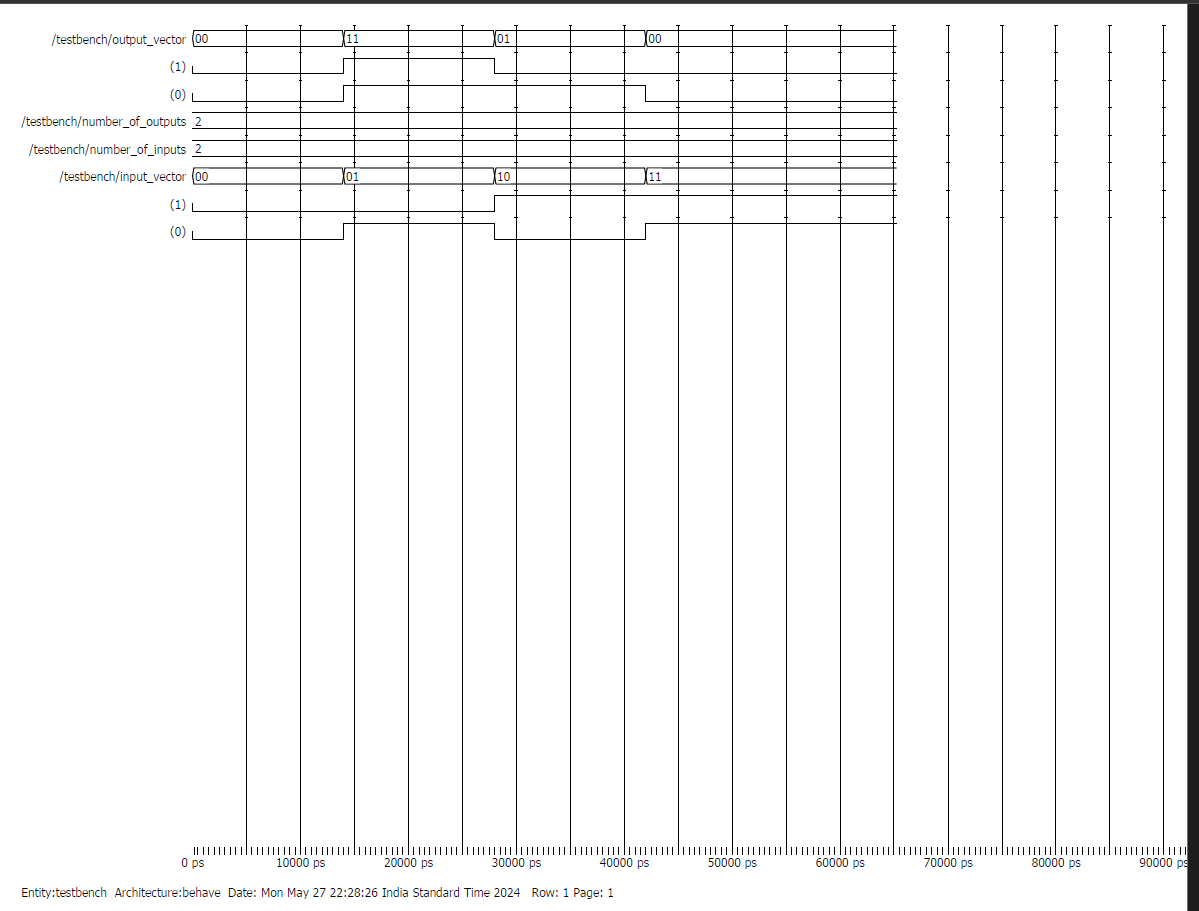 /testbench/output_vector 00 11 01 00
(1)
(0)
/testbench/number_of_outputs 2
/testbench/number_of_inputs 2
/testbench/input_vector 00 01 10 11
(1)
(0)
0 ps 10000 ps 20000 ps 30000 ps 40000 ps 50000 ps 60000 ps 70000 ps 80000 ps 90000 ps
Entity:testbench Architecture:behave Date: Mon May 27 22:28:26 India Standard Time 2024 Row: 1 Page: 1